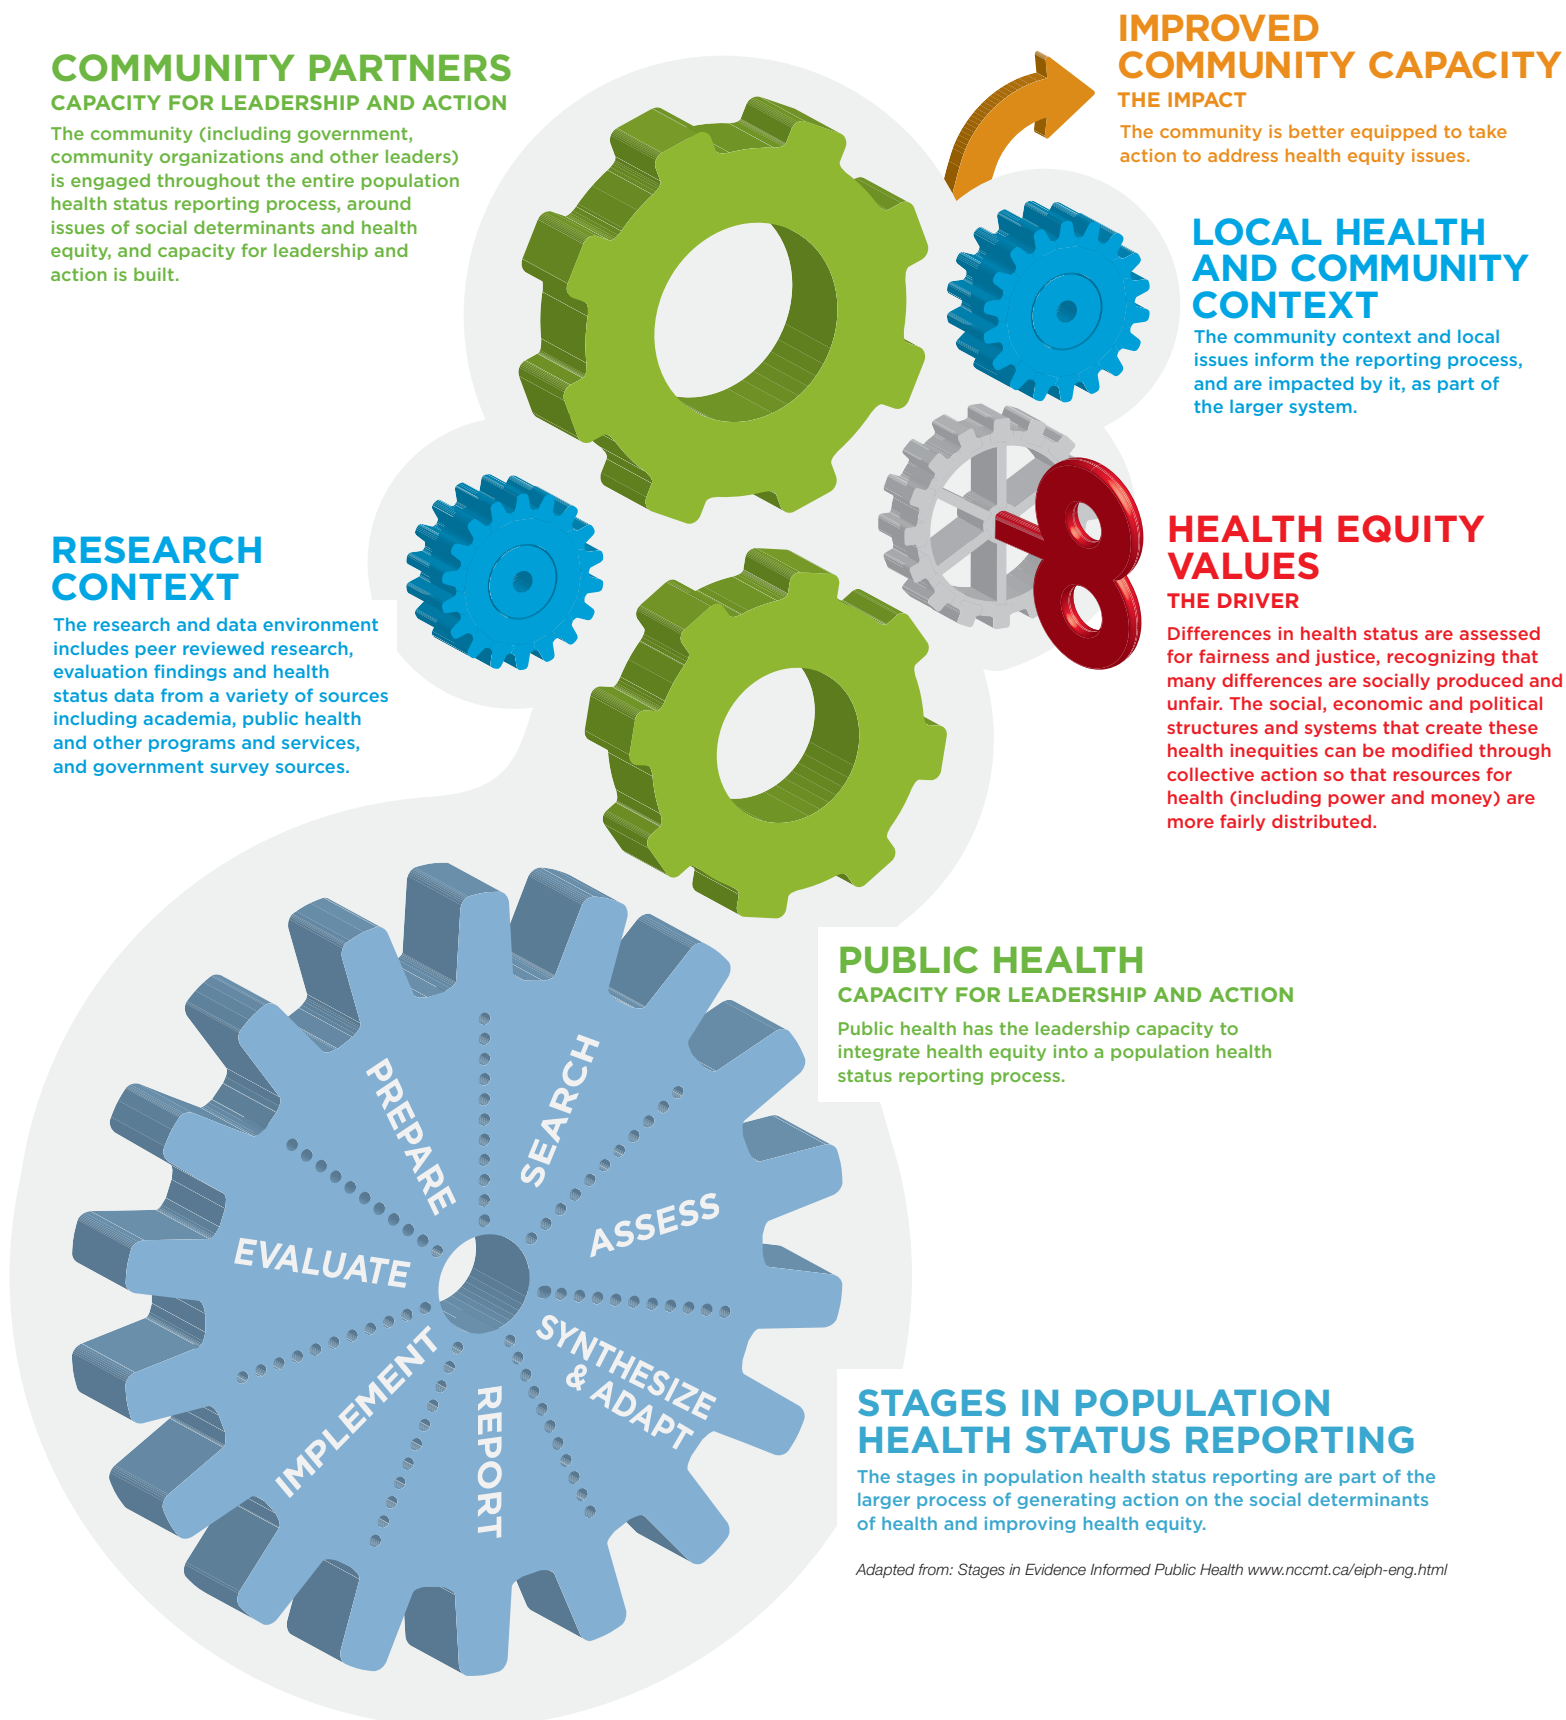 COMMUNITY PARTNERS
CAPACITY FOR LEADERSHIP AND ACTION
The community (including government,
community organizations and other leaders)
is engaged throughout the entire population
health status reporting process, around
issues of social determinants and health
equity, and capacity for leadership and
action is built.
IMPROVED
COMMUNITY CAPACITY
THE IMPACT
The community is better equipped to take
action to address health equity issues.
LOCAL HEALTH
AND COMMUNITY
CONTEXT
The community context and local
issues inform the reporting process,
and are impacted by it, as part of
the larger system.
RESEARCH
CONTEXT
The research and data environment
includes peer reviewed research,
evaluation findings and health
status data from a variety of sources
including academia, public health
and other programs and services,
and government survey sources.
HEALTH EQUITY
VALUES
THE DRIVER
Differences in health status are assessed
for fairness and justice, recognizing that
many differences are socially produced and
unfair. The social, economic and political
structures and systems that create these
health inequities can be modified through
collective action so that resources for
health (including power and money) are
more fairly distributed.
PUBLIC HEALTH
CAPACITY FOR LEADERSHIP AND ACTION
Public health has the leadership capacity to
integrate health equity into a population health
status reporting process.
PREPARE
SEARCH
ASSESS
SYNTHESIZE
& ADAPT
REPORT
IMPLEMENT
EVALUATE
STAGES IN POPULATION
HEALTH STATUS REPORTING
The stages in population health status reporting are part of the
larger process of generating action on the social determinants
of health and improving health equity.
Adapted from: Stages in Evidence Informed Public Health www.nccmt.ca/eiph-eng.html